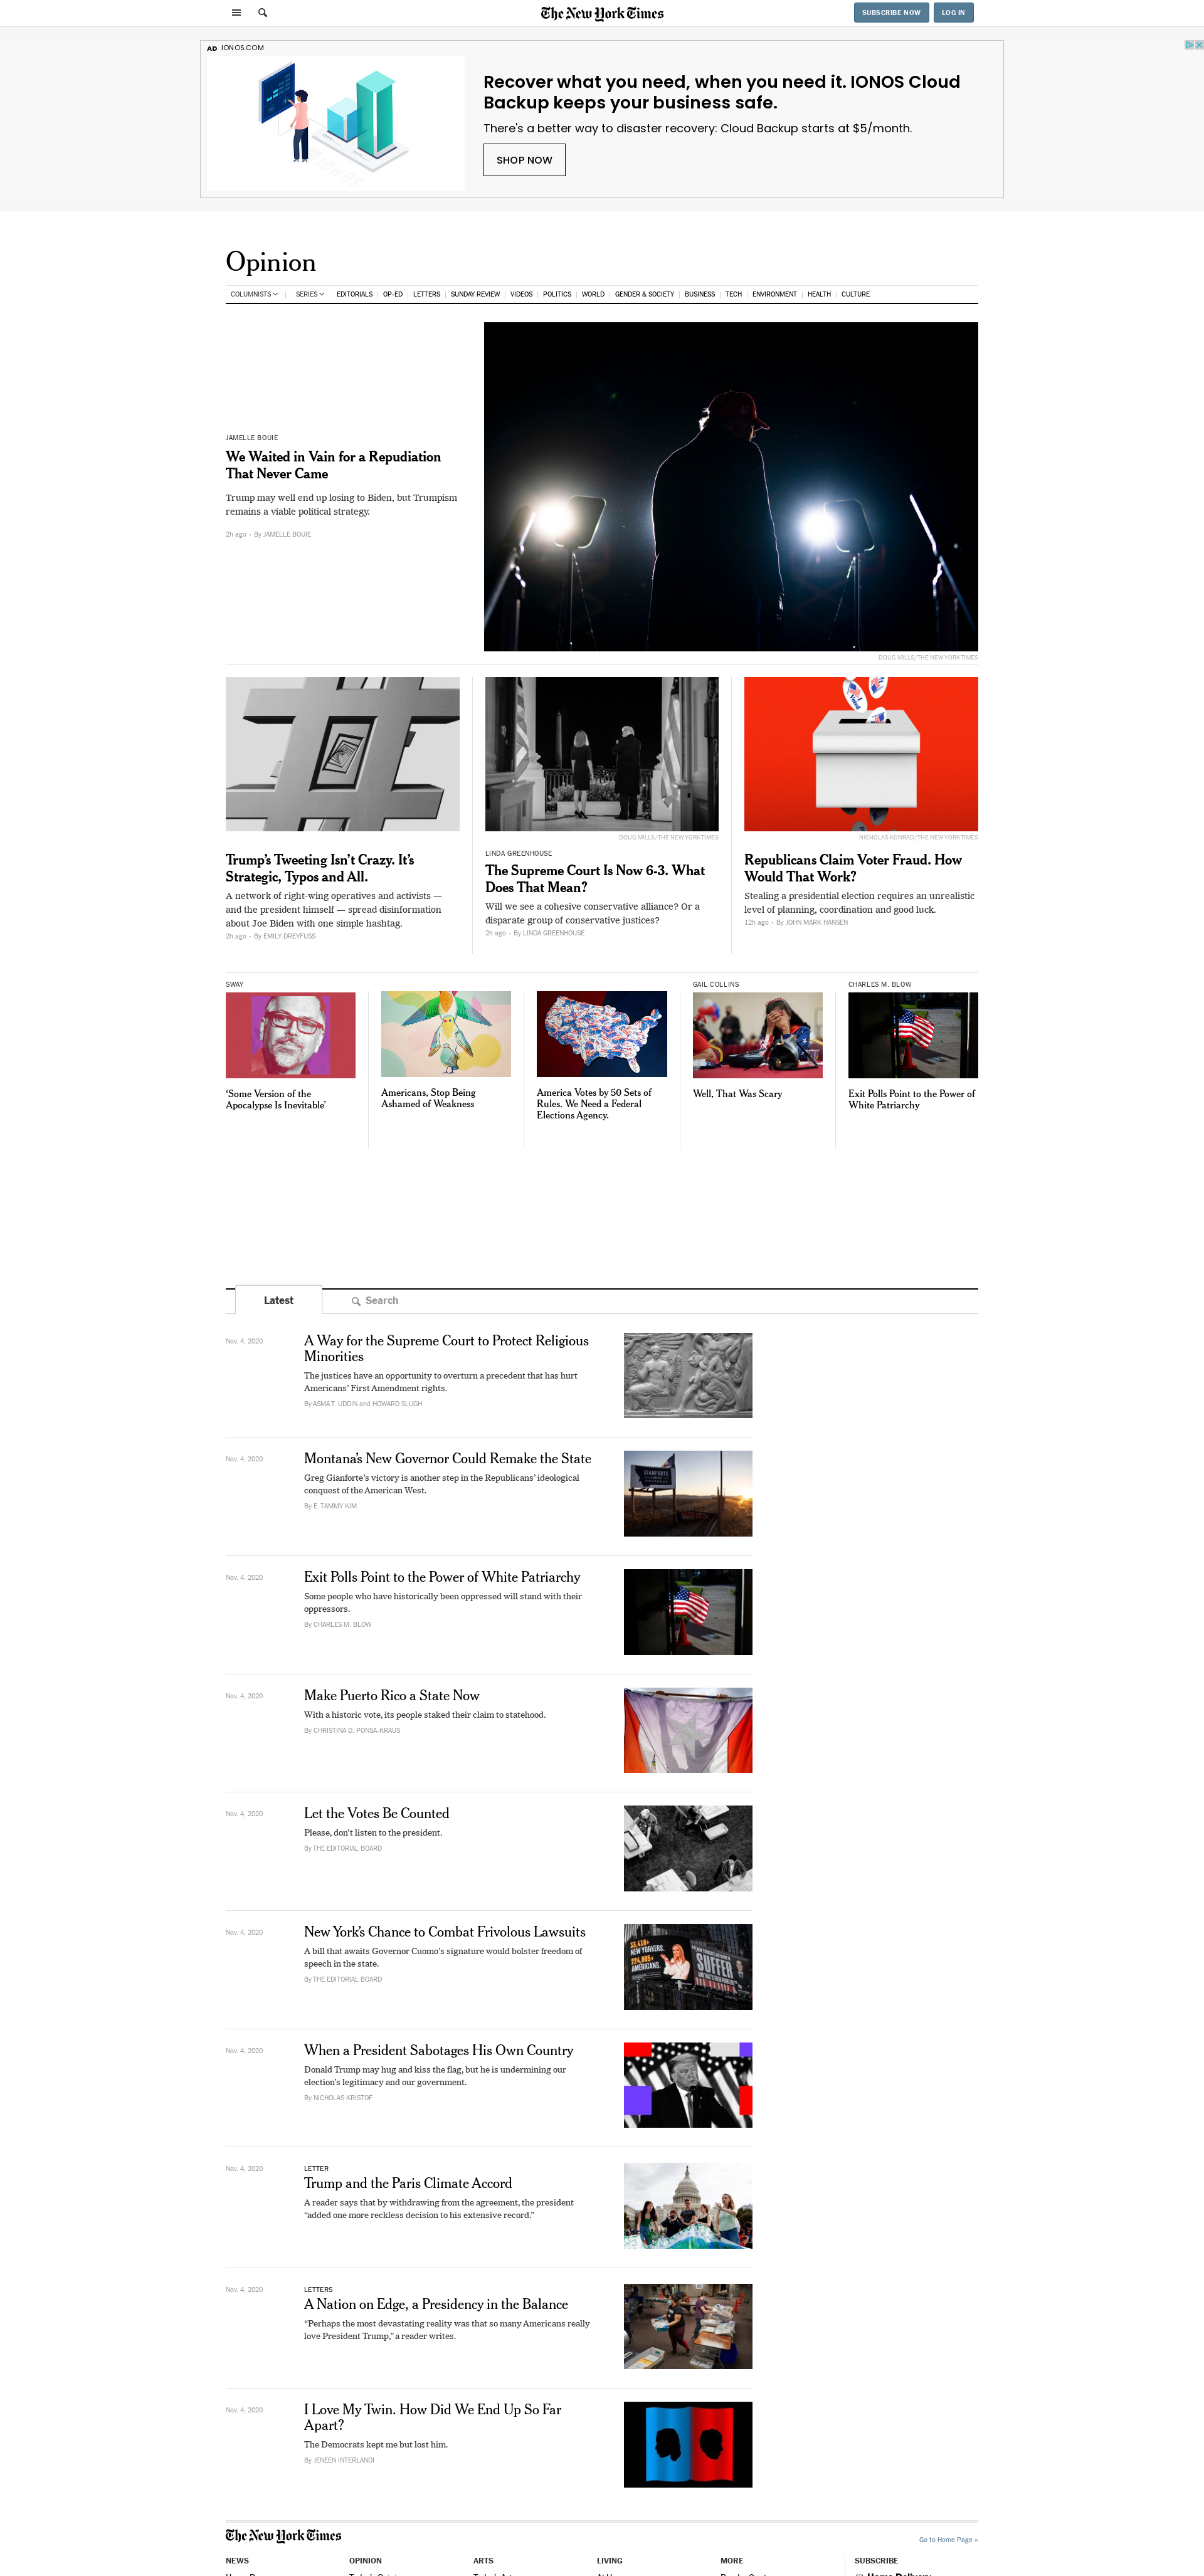 The New York Times
SUBSCRIBE NOW
LOG IN
AD IONOS.COM
Recover what you need, when you need it. IONOS Cloud
Backup keeps your business safe.
There's a better way to disaster recovery: Cloud Backup starts at $5/month.
SHOP NOW
Opinion
COLUMNISTS SERIES EDITORIALS OP-ED LETTERS SUNDAY REVIEW VIDEOS POLITICS WORLD GENDER & SOCIETY BUSINESS TECH ENVIRONMENT HEALTH CULTURE
JAMELLE BOUIE
We Waited in Vain for a Repudiation
That Never Came
Trump may well end up losing to Biden, but Trumpism
remains a viable political strategy.
2h ago • By JAMELLE BOUIE
DOUG MILLS/THE NEW YORK TIMES
Trump's Tweeting Isn't Crazy. It's
Strategic, Typos and All.
A network of right-wing operatives and activists —
and the president himself — spread disinformation
about Joe Biden with one simple hashtag.
2h ago • By EMILY DREYFUSS
DOUG MILLS/THE NEW YORK TIMES
LINDA GREENHOUSE
The Supreme Court Is Now 6-3. What
Does That Mean?
Will we see a cohesive conservative alliance? Or a
disparate group of conservative justices?
2h ago • By LINDA GREENHOUSE
NICHOLAS KONRAD/THE NEW YORK TIMES
Republicans Claim Voter Fraud. How
Would That Work?
Stealing a presidential election requires an unrealistic
level of planning, coordination and good luck.
12h ago • By JOHN MARK HANSEN
SWAY
'Some Version of the
Apocalypse Is Inevitable'
Americans, Stop Being
Ashamed of Weakness
America Votes by 50 Sets of
Rules. We Need a Federal
Elections Agency.
GAIL COLLINS
Well, That Was Scary
CHARLES M. BLOW
Exit Polls Point to the Power of
White Patriarchy
Latest
Search
Nov. 4, 2020
A Way for the Supreme Court to Protect Religious
Minorities
The justices have an opportunity to overturn a precedent that has hurt
Americans' First Amendment rights.
By ASMA T. UDDIN and HOWARD SLUGH
Nov. 4, 2020
Montana's New Governor Could Remake the State
Greg Gianforte's victory is another step in the Republicans' ideological
conquest of the American West.
By E. TAMMY KIM
GIANFORTE
Nov. 4, 2020
Exit Polls Point to the Power of White Patriarchy
Some people who have historically been oppressed will stand with their
oppressors.
By CHARLES M. BLOW
Nov. 4, 2020
Make Puerto Rico a State Now
With a historic vote, its people staked their claim to statehood.
By CHRISTINA D. PONSA-KRAUS
Nov. 4, 2020
Let the Votes Be Counted
Please, don't listen to the president.
By THE EDITORIAL BOARD
Nov. 4, 2020
New York's Chance to Combat Frivolous Lawsuits
A bill that awaits Governor Cuomo's signature would bolster freedom of
speech in the state.
By THE EDITORIAL BOARD
NEW YORKERS.
AMERICANS.
SUFFER
Nov. 4, 2020
When a President Sabotages His Own Country
Donald Trump may hug and kiss the flag, but he is undermining our
election's legitimacy and our government.
By NICHOLAS KRISTOF
Nov. 4, 2020
LETTER
Trump and the Paris Climate Accord
A reader says that by withdrawing from the agreement, the president
“added one more reckless decision to his extensive record.”
Nov. 4, 2020
LETTERS
A Nation on Edge, a Presidency in the Balance
“Perhaps the most devastating reality was that so many Americans really
love President Trump,” a reader writes.
Nov. 4, 2020
I Love My Twin. How Did We End Up So Far
Apart?
The Democrats kept me but lost him.
By JENEEN INTERLANDI
The New York Times
Go to Home Page »
NEWS OPINION ARTS LIVING MORE SUBSCRIBE